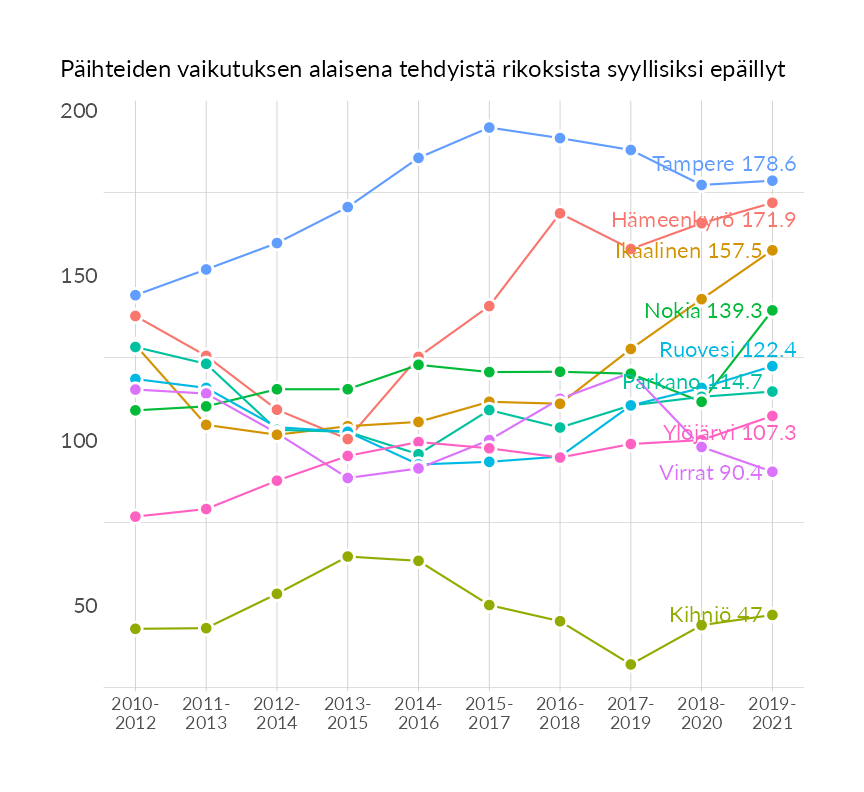 Päihteiden vaikutuksen alaisena tehdyistä rikoksista syyllisiksi epäillyt
200
150
100
50
Tampere 178.6
Hämeenkyrö 171.9
Ikaalinen 157.5
Nokia 139.3
Ruovesi 122.4
Parkano 114.7
Ylöjärvi 107.3
Virrat 90.4
Kihniö 47
2010- 2011- 2012- 2013- 2014- 2015- 2016- 2017- 2018- 2019-
2012 2013 2014 2015 2016 2017 2018 2019 2020 2021